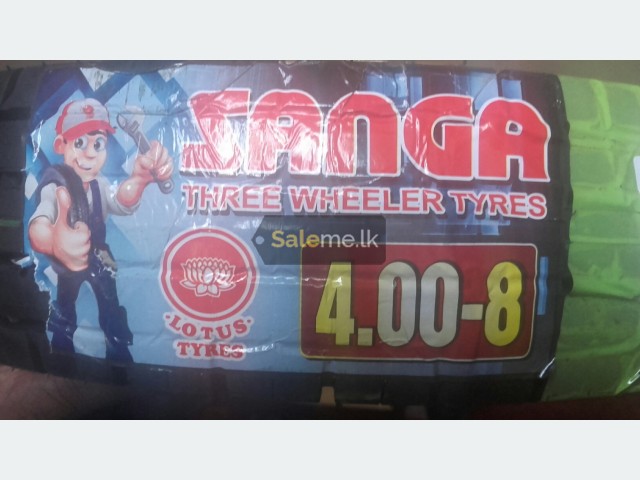 SANGA
THREE WHEELER TYRES
Saleme.lk
4.00-8
LOTUS
TYRES